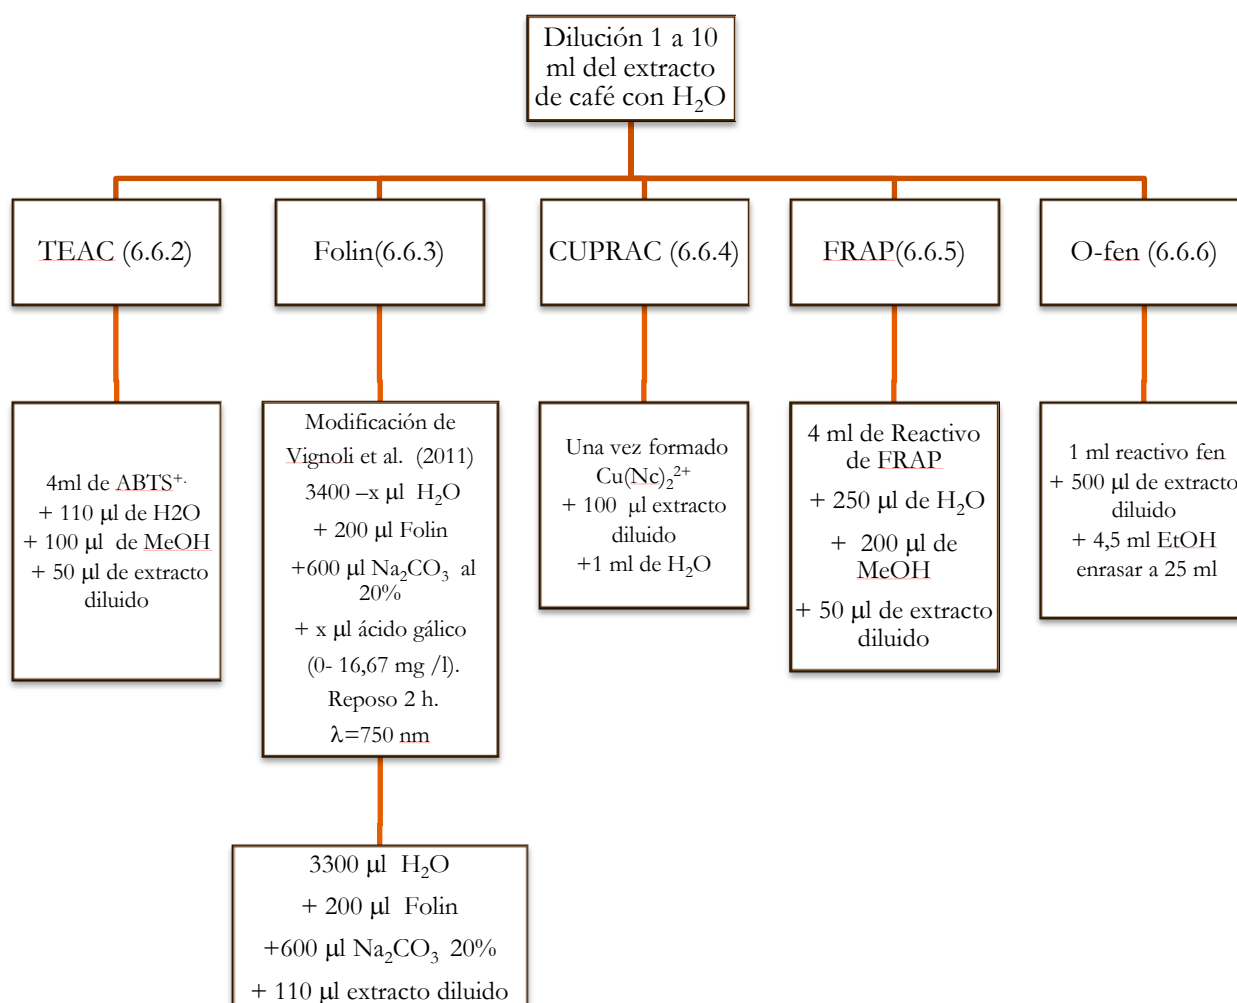 Dilución 1 a 10
ml del extracto
de café con H₂O
TEAC (6.6.2)
Folin(6.6.3)
CUPRAC (6.6.4)
FRAP(6.6.5)
O-fen (6.6.6)
4ml de ABTS⁺·
+ 110 µl de H2O
+ 100 µl de MeOH
+ 50 µl de extracto
diluido
Modificación de
Vignoli et al. (2011)
3400 –x µl H₂O
+ 200 µl Folin
+600 µl Na₂CO₃ al
20%
+ x µl ácido gálico
(0- 16,67 mg /l).
Reposo 2 h.
λ=750 nm
Una vez formado
Cu(Nc)₂²⁺
+ 100 µl extracto
diluido
+1 ml de H₂O
4 ml de Reactivo
de FRAP
+ 250 µl de H₂O
+ 200 µl de
MeOH
+ 50 µl de extracto
diluido
1 ml reactivo fen
+ 500 µl de extracto
diluido
+ 4,5 ml EtOH
enrasar a 25 ml
3300 µl H₂O
+ 200 µl Folin
+600 µl Na₂CO₃ 20%
+ 110 µl extracto diluido